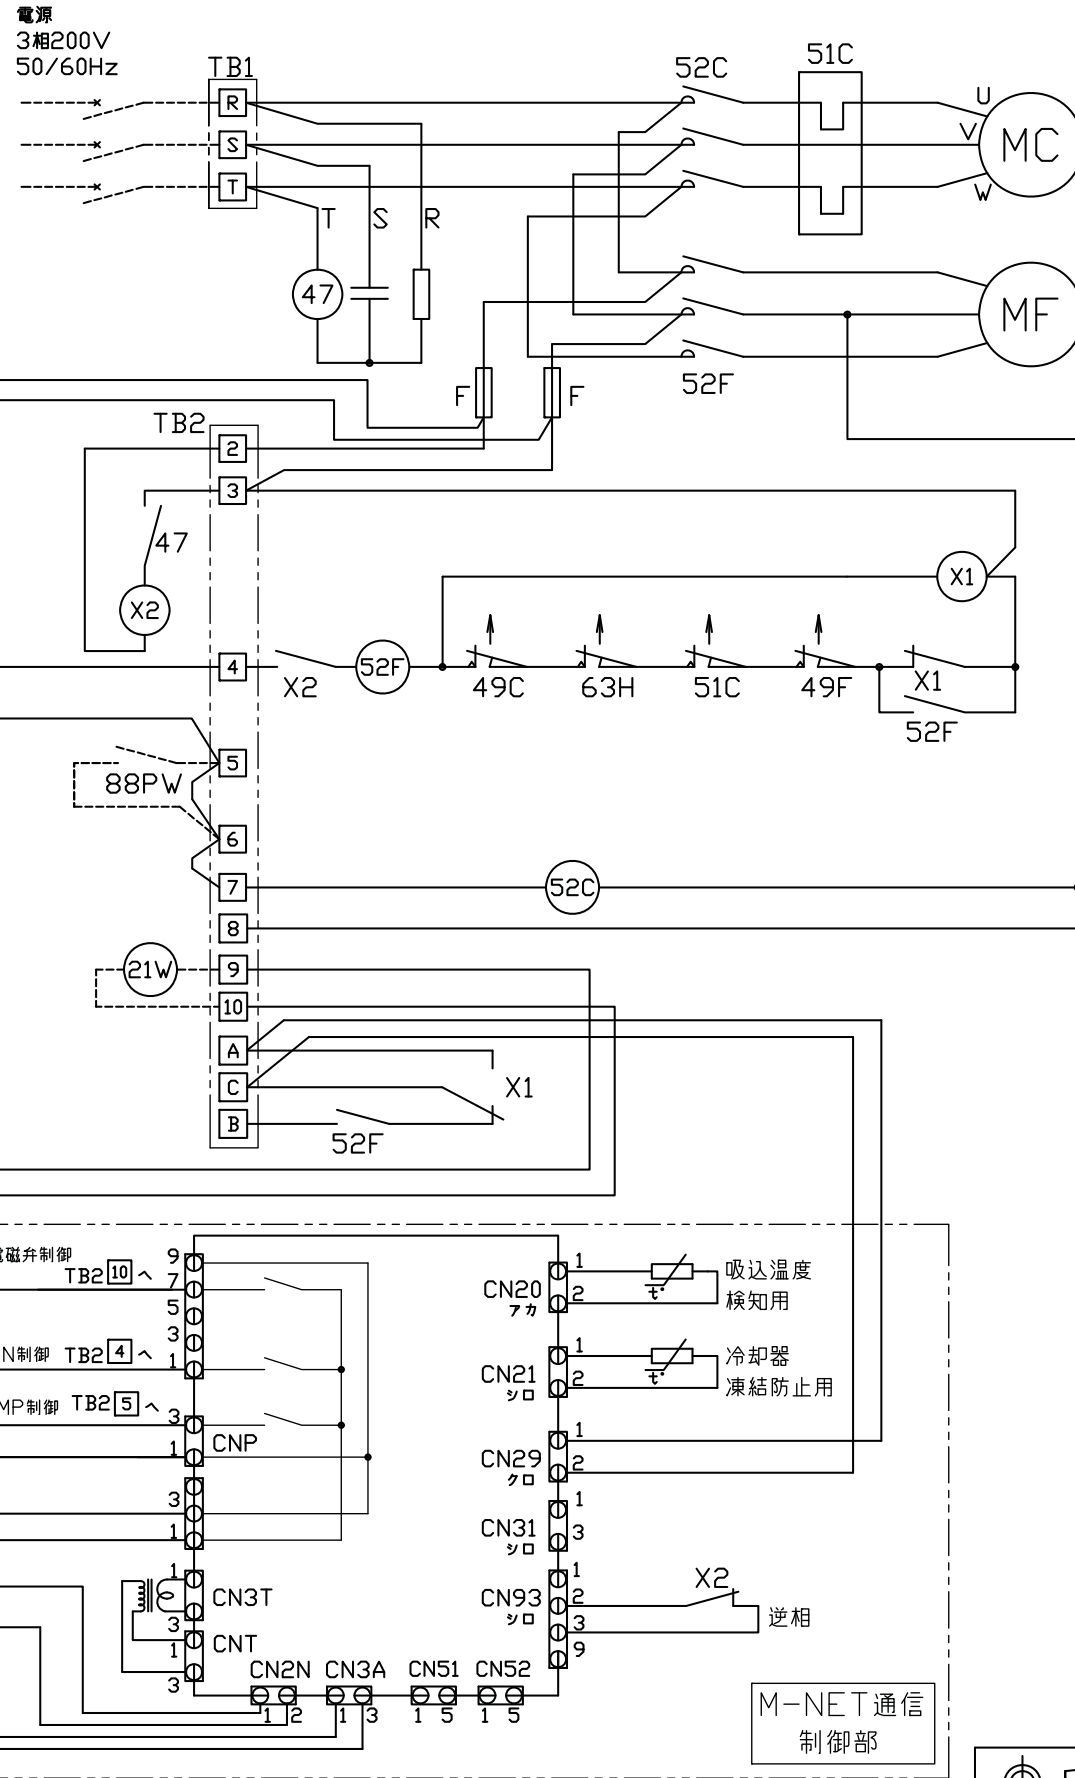 電源
3相200V
50/60Hz
TB1
52C
51C
R
S
T
U
V
W
MC
T
S
R
47
MF
F
F
52F
TB2
2
3
47
X1
X2
4
X2
52F
49C
63H
51C
49F
X1
52F
5
88PW
6
7
52C
8
21W
9
10
A
C
X1
B
52F
磁弁制御
TB2 10 へ
9
7
5
3
1
N制御 TB2 4 へ
MP制御 TB2 5 へ
3
1
CNP
3
1
1
CN3T
3
CNT
1
3
CN20
アカ
1
2
吸込温度
検知用
CN21
シロ
1
2
冷却器
凍結防止用
CN29
クロ
1
2
CN31
シロ
1
3
CN93
シロ
1
2
3
9
X2
逆相
CN2N
CN3A
CN51
CN52
1 2
1 3
1 5
1 5
M-NET通信
制御部